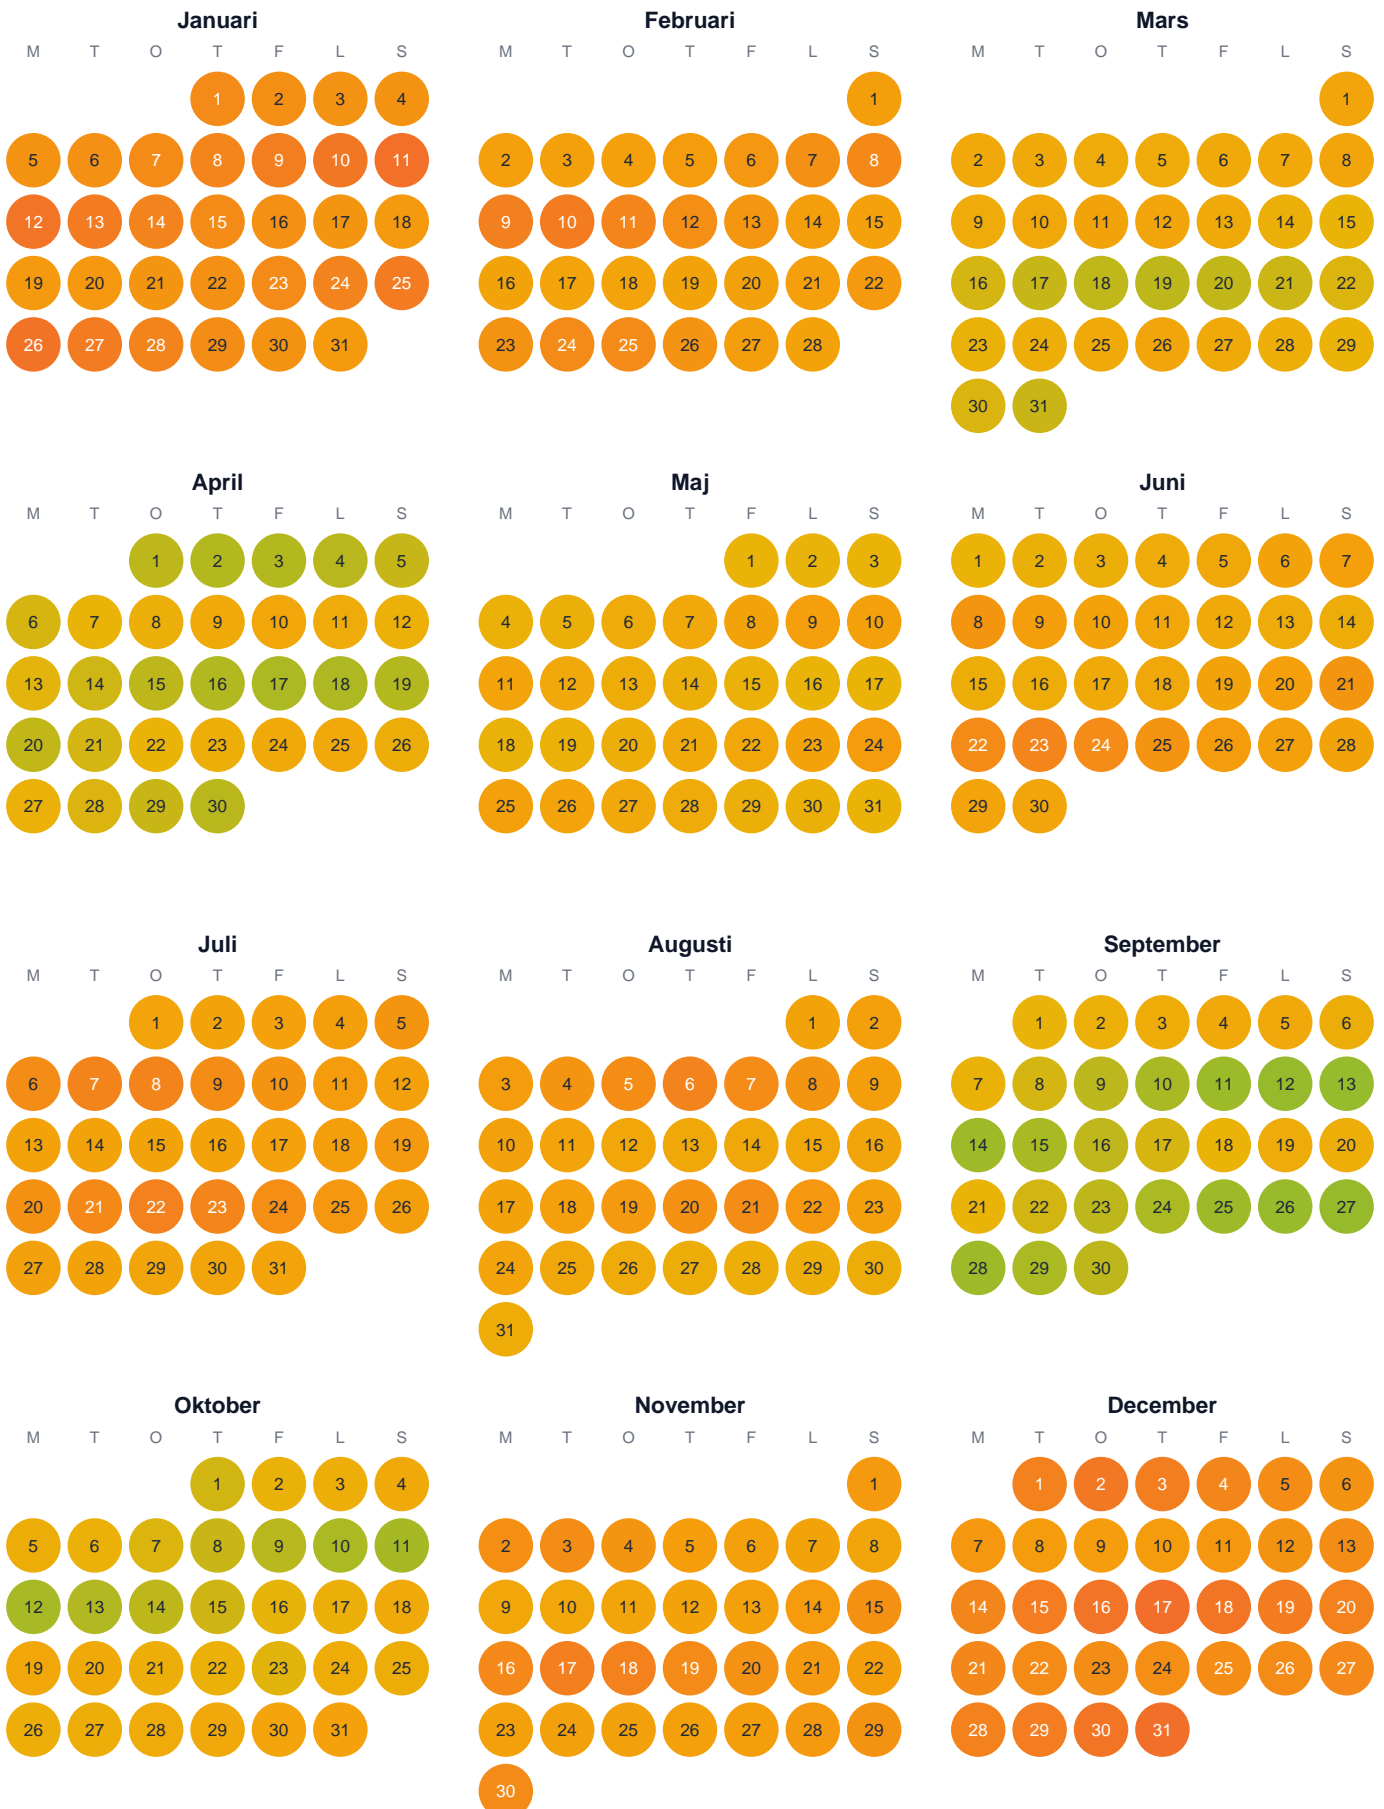 Januari Februari Mars
M T O T F L S M T O T F L S M T O T F L S
1 2 3 4 1 1
5 6 7 8 9 10 11 2 3 4 5 6 7 8 2 3 4 5 6 7 8
12 13 14 15 16 17 18 9 10 11 12 13 14 15 9 10 11 12 13 14 15
19 20 21 22 23 24 25 16 17 18 19 20 21 22 16 17 18 19 20 21 22
26 27 28 29 30 31 23 24 25 26 27 28 23 24 25 26 27 28 29
30 31
April Maj Juni
M T O T F L S M T O T F L S M T O T F L S
1 2 3 4 5 1 2 3 1 2 3 4 5 6 7
6 7 8 9 10 11 12 4 5 6 7 8 9 10 8 9 10 11 12 13 14
13 14 15 16 17 18 19 11 12 13 14 15 16 17 15 16 17 18 19 20 21
20 21 22 23 24 25 26 18 19 20 21 22 23 24 22 23 24 25 26 27 28
27 28 29 30 25 26 27 28 29 30 31 29 30
Juli Augusti September
M T O T F L S M T O T F L S M T O T F L S
1 2 3 4 5 1 2 1 2 3 4 5 6
6 7 8 9 10 11 12 3 4 5 6 7 8 9 7 8 9 10 11 12 13
13 14 15 16 17 18 19 10 11 12 13 14 15 16 14 15 16 17 18 19 20
20 21 22 23 24 25 26 17 18 19 20 21 22 23 21 22 23 24 25 26 27
27 28 29 30 31 24 25 26 27 28 29 30 28 29 30
31
Oktober November December
M T O T F L S M T O T F L S M T O T F L S
1 2 3 4 1 1 2 3 4 5 6
5 6 7 8 9 10 11 2 3 4 5 6 7 8 7 8 9 10 11 12 13
12 13 14 15 16 17 18 9 10 11 12 13 14 15 14 15 16 17 18 19 20
19 20 21 22 23 24 25 16 17 18 19 20 21 22 21 22 23 24 25 26 27
26 27 28 29 30 31 23 24 25 26 27 28 29 28 29 30 31
30